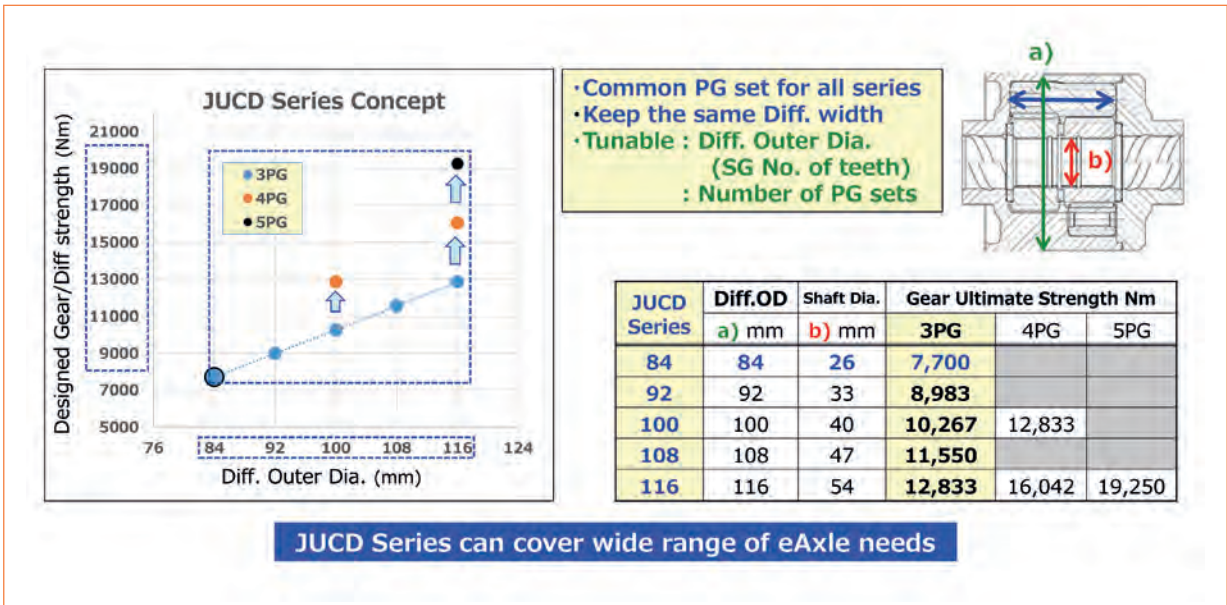 JUCD Series Concept
Designed Gear/Diff strength (Nm)
21000
19000
17000
15000
13000
11000
9000
7000
5000
3PG
4PG
5PG
76 84 92 100 108 116 124
Diff. Outer Dia. (mm)
・Common PG set for all series
・Keep the same Diff. width
・Tunable : Diff. Outer Dia.
(SG No. of teeth)
: Number of PG sets
a)
b)
JUCD Series Diff.OD Shaft Dia. Gear Ultimate Strength Nm
a) mm b) mm 3PG 4PG 5PG
84 84 26 7,700
92 92 33 8,983
100 100 40 10,267 12,833
108 108 47 11,550
116 116 54 12,833 16,042 19,250
JUCD Series can cover wide range of eAxle needs